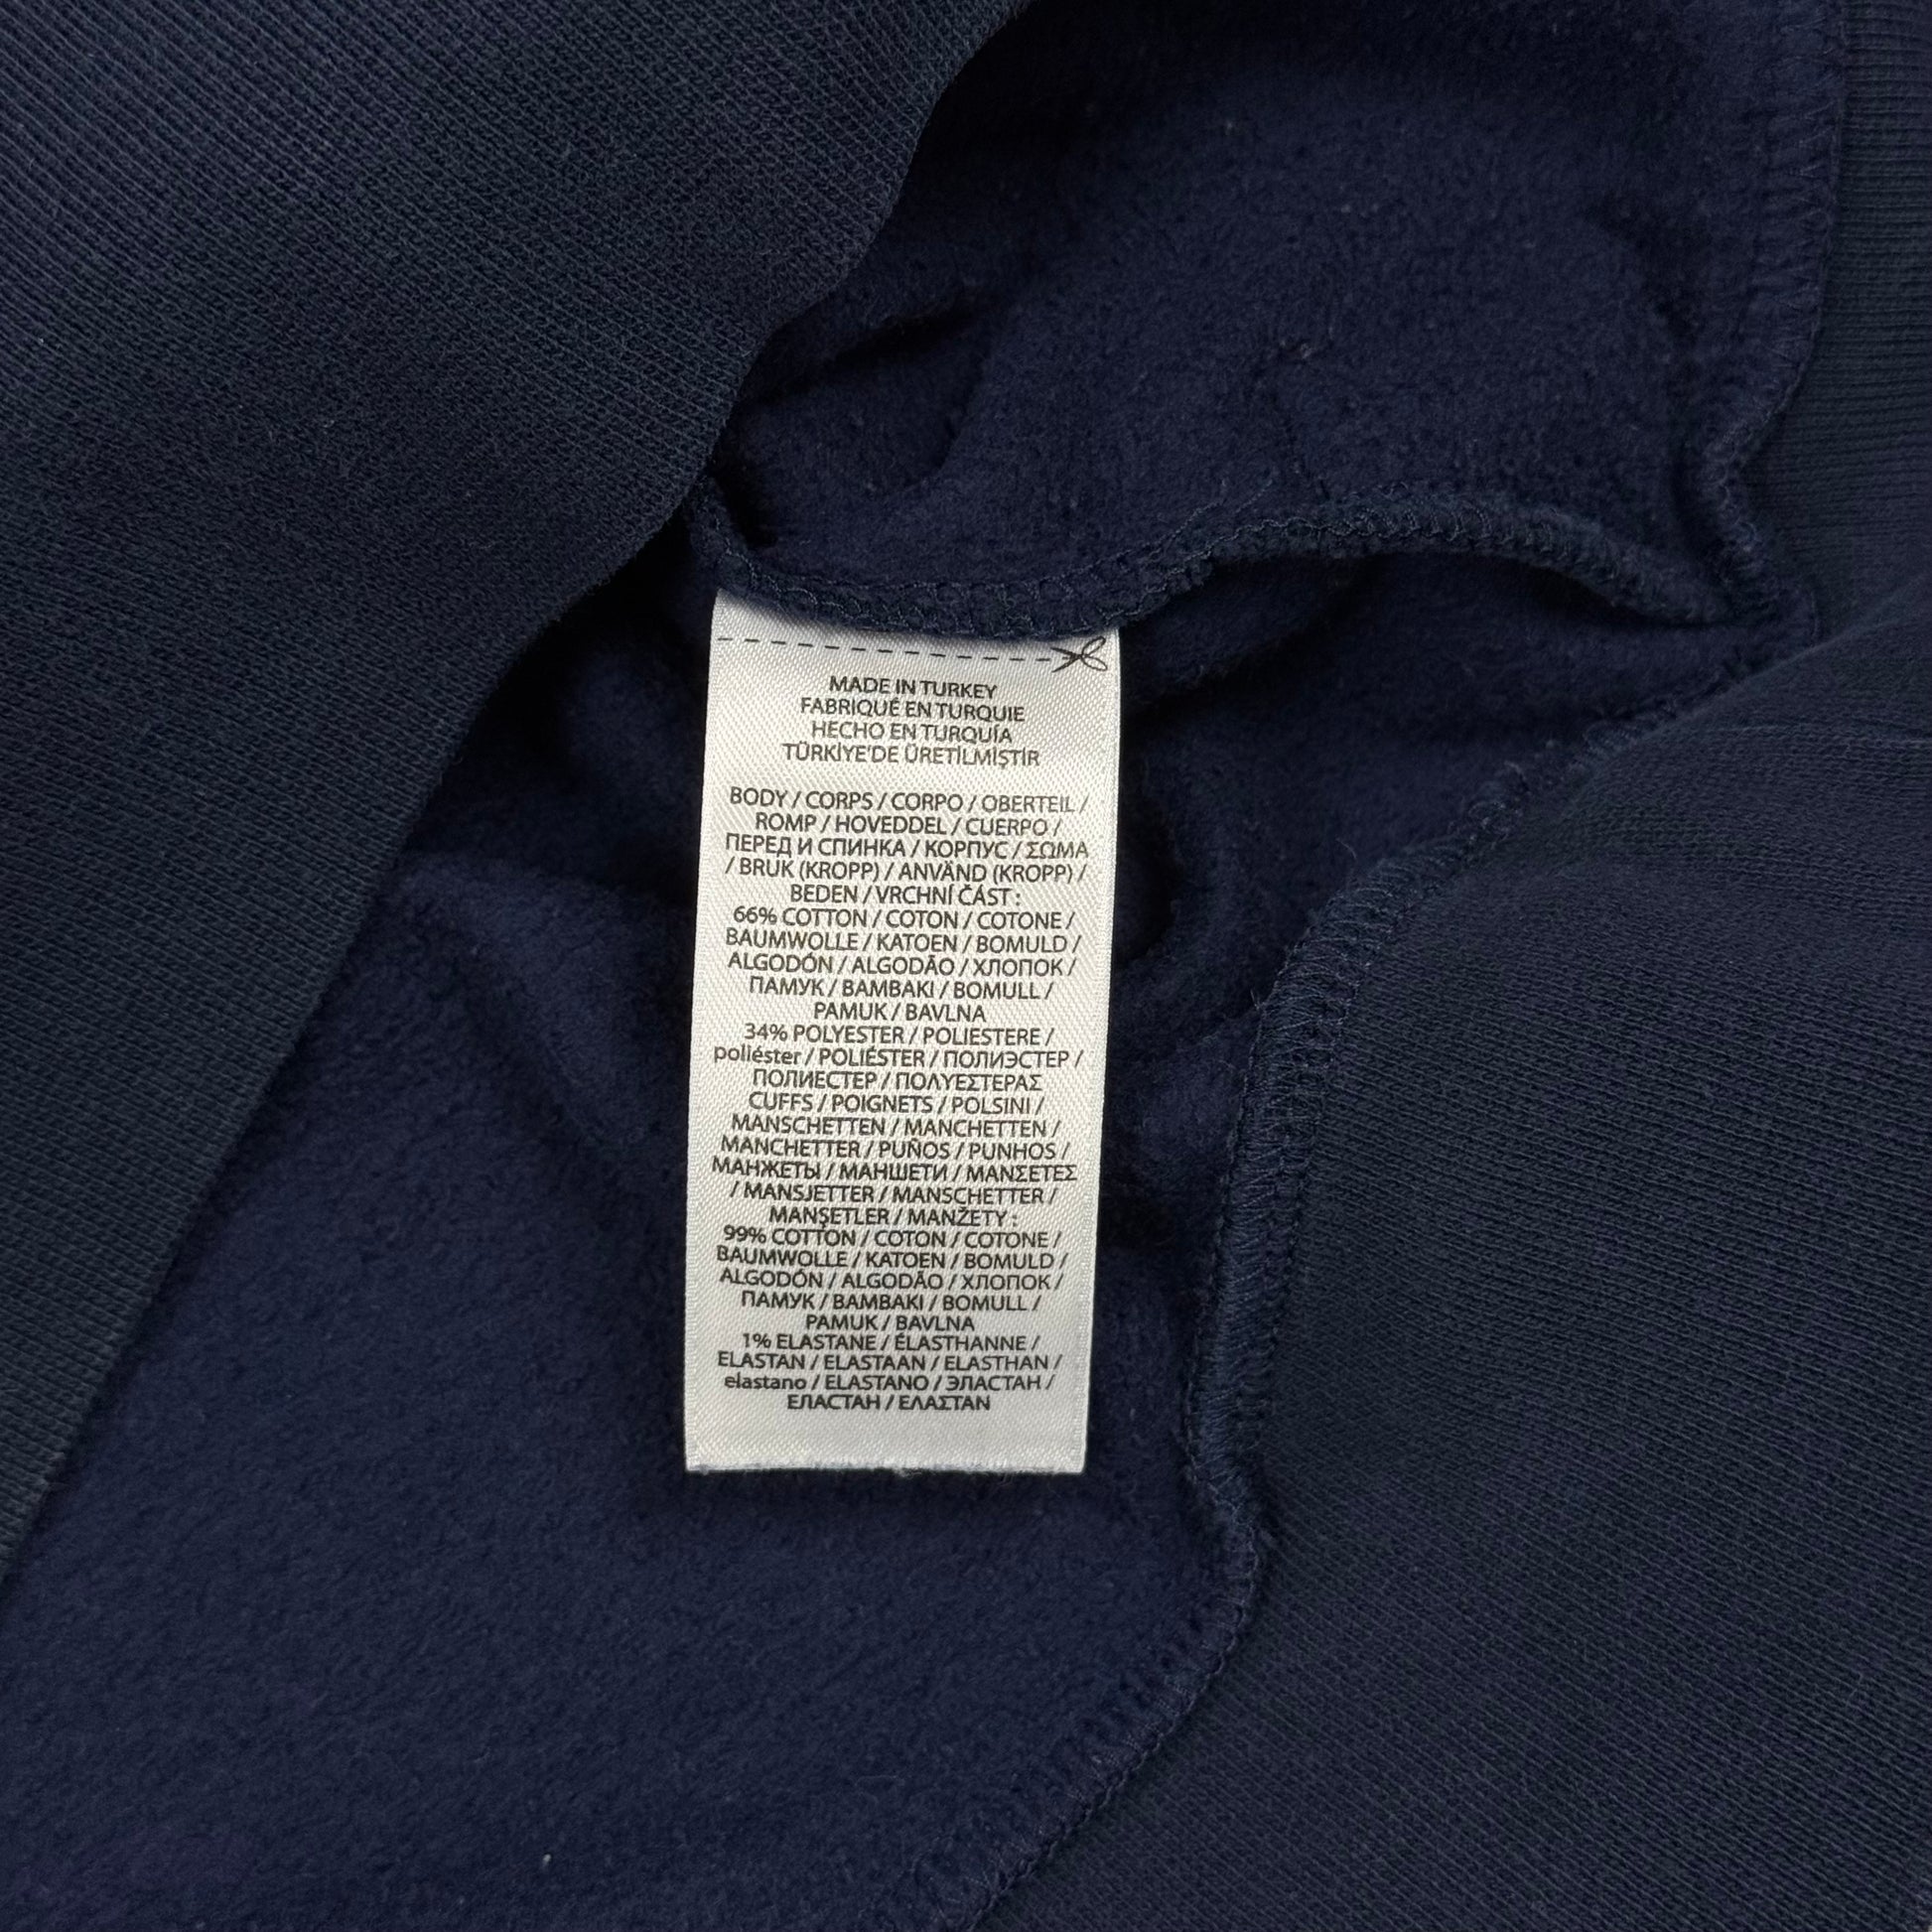 MADE IN TURKEY
FABRIQUÉ EN TURQUIE
HECHO EN TURQUÍA
TÜRKİYE'DE ÜRETİLMİŞTİR
BODY / CORPS / CORPO / OBERTEIL /
ROMP / HOVEDDEL / CUERPO /
ПЕРЕД И СПИНКА / КОРПУС / ΣΩΜΑ
/ BRUK (KROPP) / ANVÄND (KROPP) /
BEDEN / VRCHNÍ ČÁST :
66% COTTON / COTON / COTONE /
BAUMWOLLE / KATOEN / BOMULD /
ALGODÓN / ALGODÃO / ХЛОПОК /
ПАМУК / BAMBAKI / BOMULL /
PAMUK / BAVLNA
34% POLYESTER / POLIESTERE /
poliéster / POLIÉSTER / ПОЛИЭСТЕР /
ПОЛИЕСТЕР / ΠΟΛΥΕΣΤΕΡΑΣ
CUFFS / POIGNETS / POLSINI /
MANSCHETTEN / MANCHETTEN /
MANCHETTER / PUÑOS / PUNHOS /
МАНЖЕТЫ / МАНШЕТИ / ΜΑΝΣΕΤΕΣ
/ MANSJETTER / MANSCHETTER /
MANŞETLER / MANŽETY :
99% COTTON / COTON / COTONE /
BAUMWOLLE / KATOEN / BOMULD /
ALGODÓN / ALGODÃO / ХЛОПОК /
ПАМУК / BAMBAKI / BOMULL /
PAMUK / BAVLNA
1% ELASTANE / ÉLASTHANNE /
ELASTAN / ELASTAAN / ELASTHAN /
elastano / ELASTANO / ЭЛАСТАН /
ЕЛАСТАН / ΕΛΑΣΤΑΝ